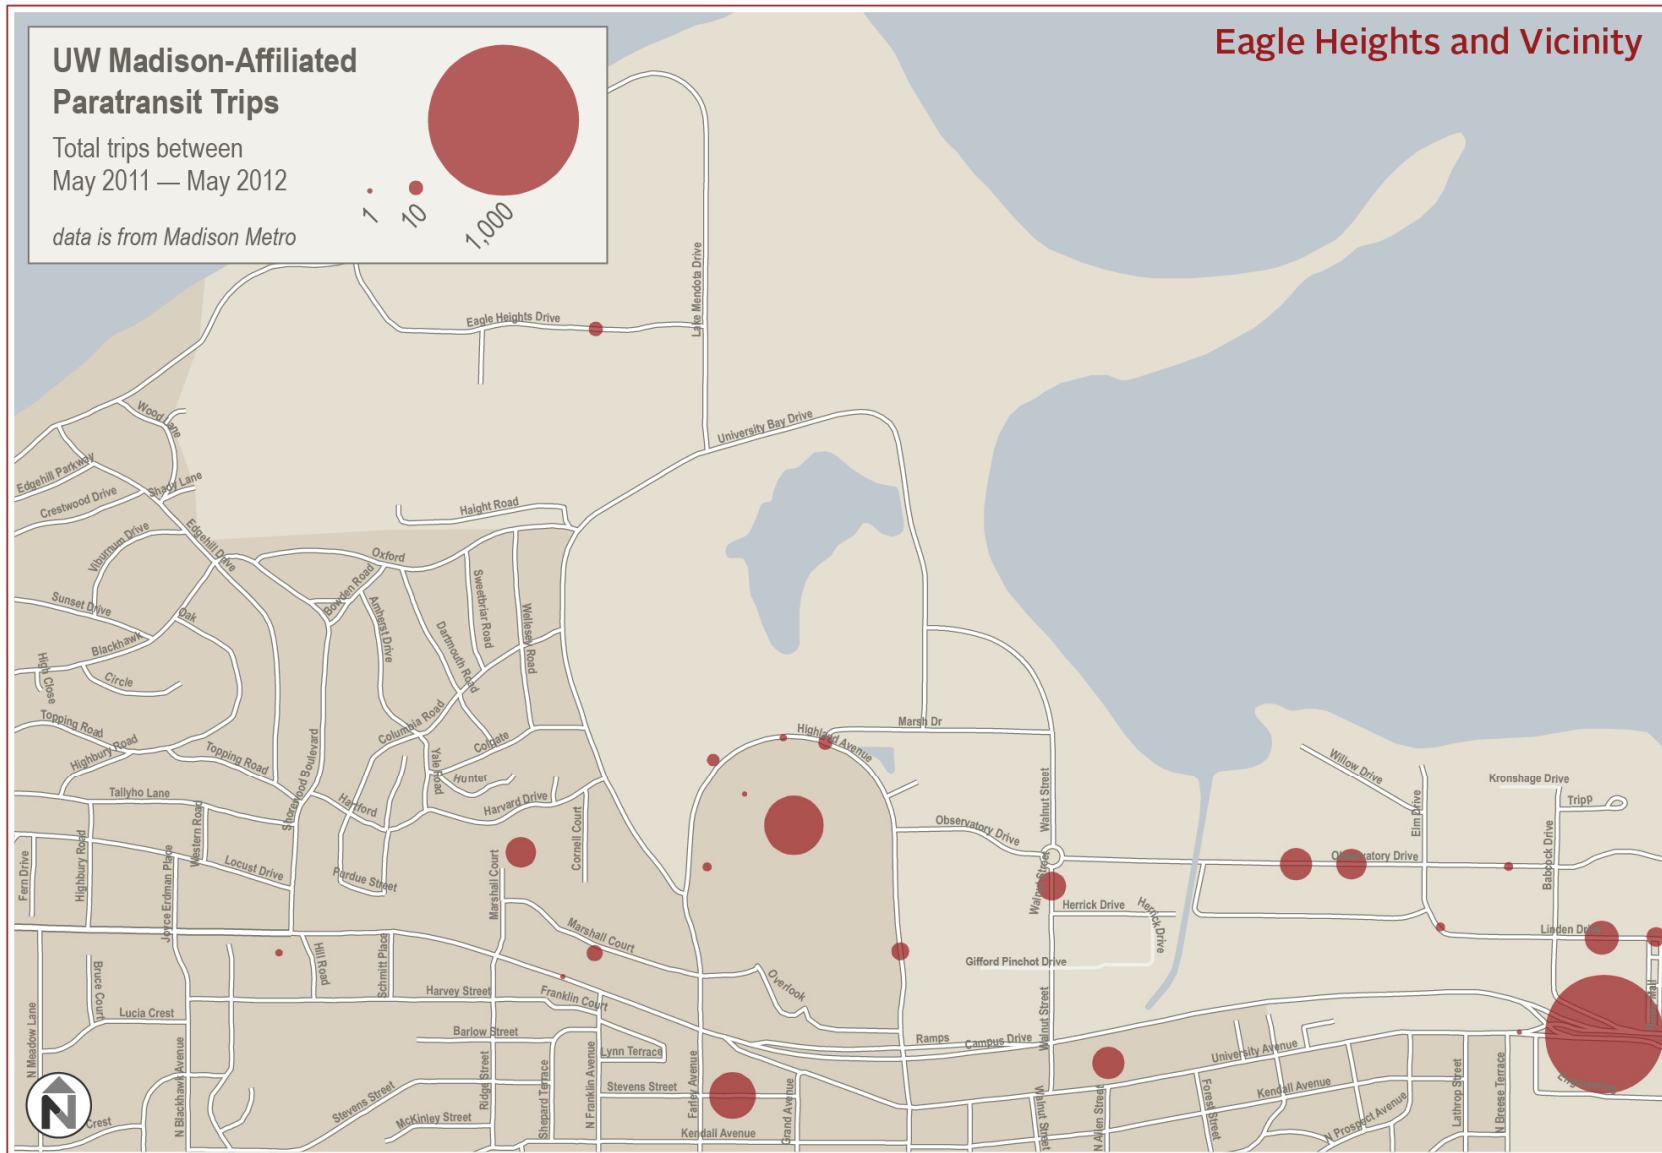 Eagle Heights and Vicinity
UW Madison-Affiliated
Paratransit Trips
Total trips between
May 2011 — May 2012
data is from Madison Metro
1
10
1,000
Lake Mendota Drive
Eagle Heights Drive
University Bay Drive
Wood Lane
Edgehill Parkway
Shady Lane
Crestwood Drive
Haight Road
Viburnum Drive
Edgehill Drive
Oxford
Bowden Road
Sweetbriar Road
Sunset Drive
Oak
Amherst Drive
Wellesley Road
Dartmouth Road
Blackhawk
High Close
Circle
Topping Road
Columbia Road
Highland Avenue
Marsh Dr
Highbury Road
Topping Road
Colgate
Yale Road
Shorewood Boulevard
Hunter
Willow Drive
Kronshage Drive
Tallyho Lane
Harford
Harvard Drive
Walnut Street
Elm Drive
Tripp
Western Road
Cornell Court
Observatory Drive
Fern Drive
Highbury Road
Locust Drive
Purdue Street
Observatory Drive
Babcock Drive
Joyce Erdman Place
Marshall Court
Walnut Street
Herrick Drive
Herrick Drive
Marshall Court
Linden Drive
Hill Road
Schmitt Place
Bruce Court
Gifford Pinchot Drive
Overlook
Harvey Street
Franklin Court
Lucia Crest
N Meadow Lane
Walnut Street
Barlow Street
Ramps
Campus Drive
Lynn Terrace
University Avenue
N Blackhawk Avenue
Ridge Street
Shepard Terrace
N Franklin Avenue
Stevens Street
Farley Avenue
Grand Avenue
Kendall Avenue
Stevens Street
McKinley Street
Kendall Avenue
Walnut Street
N Allen Street
Forest Street
N Prospect Avenue
Lathrop Street
N Breese Terrace
Crest
N